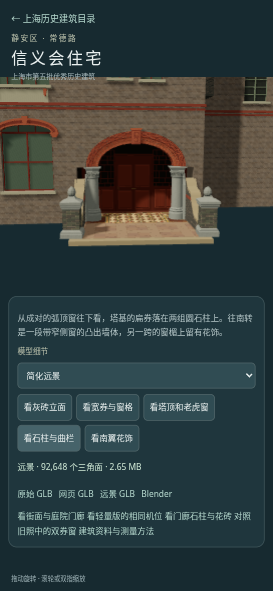 ← 上海历史建筑目录
静安区 · 常德路
信义会住宅
上海市第五批优秀历史建筑
从成对的弧顶窗往下看，塔基的扁券落在两组圆石柱上。往南转
是一段带窄侧窗的凸出墙体，另一跨的窗楣上留有花饰。
模型细节
简化远景
看灰砖立面 看宽券与窗格 看塔顶和老虎窗
看石柱与曲栏 看南翼花饰
远景 · 92,648 个三角面 · 2.65 MB
原始 GLB 网页 GLB 远景 GLB Blender
看街面与庭院门廊 看轻量版的相同机位 看门廊石柱与花砖 对照
旧照中的双券窗 建筑资料与测量方法
拖动旋转 · 滚轮或双指缩放